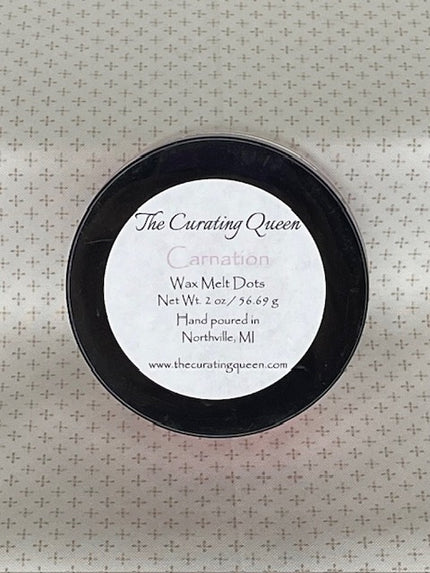 The Curating Queen
Carnation
Wax Melt Dots
Net Wt. 2 oz / 56.69 g
Hand poured in
Northville, MI
www.thecuratingqueen.com